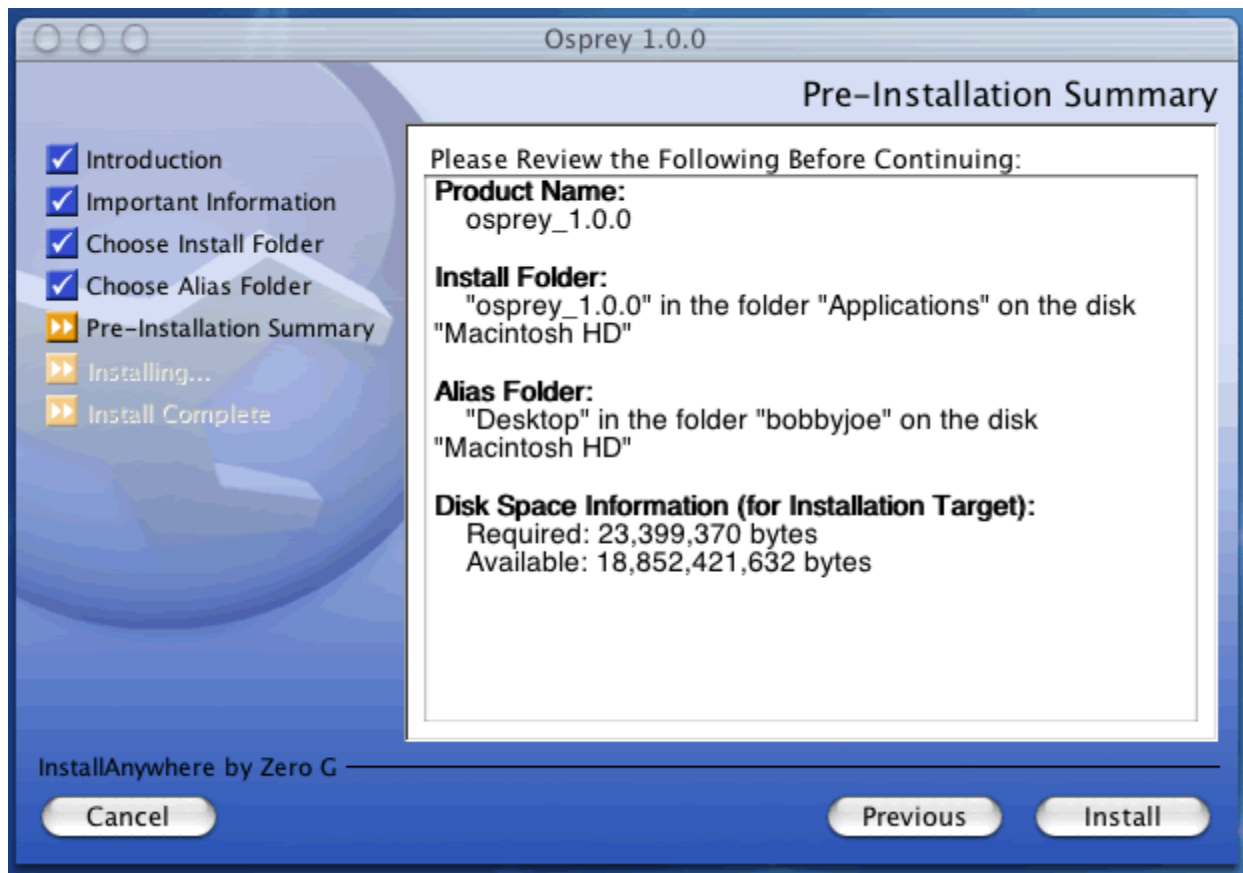 Osprey 1.0.0
Pre-Installation Summary
Introduction
Important Information
Choose Install Folder
Choose Alias Folder
Pre-Installation Summary
Installing...
Install Complete
Please Review the Following Before Continuing:
Product Name:
osprey_1.0.0
Install Folder:
"osprey_1.0.0" in the folder "Applications" on the disk
"Macintosh HD"
Alias Folder:
"Desktop" in the folder "bobbyjoe" on the disk
"Macintosh HD"
Disk Space Information (for Installation Target):
Required: 23,399,370 bytes
Available: 18,852,421,632 bytes
InstallAnywhere by Zero G
Cancel
Previous
Install